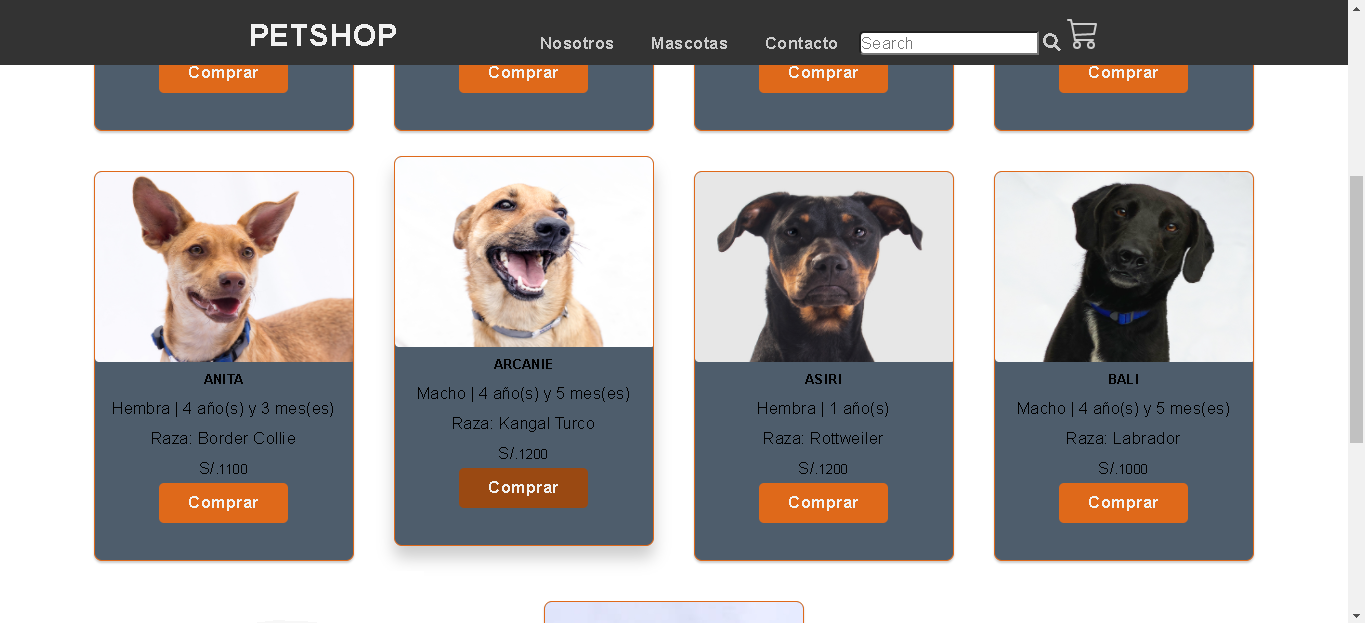 PETSHOP
Nosotros Mascotas Contacto Search
Comprar Comprar Comprar Comprar
ANITA
Hembra | 4 año(s) y 3 mes(es)
Raza: Border Collie
S/.1100
Comprar
ARCANIE
Macho | 4 año(s) y 5 mes(es)
Raza: Kangal Turco
S/.1200
Comprar
ASIRI
Hembra | 1 año(s)
Raza: Rottweiler
S/.1200
Comprar
BALI
Macho | 4 año(s) y 5 mes(es)
Raza: Labrador
S/.1000
Comprar